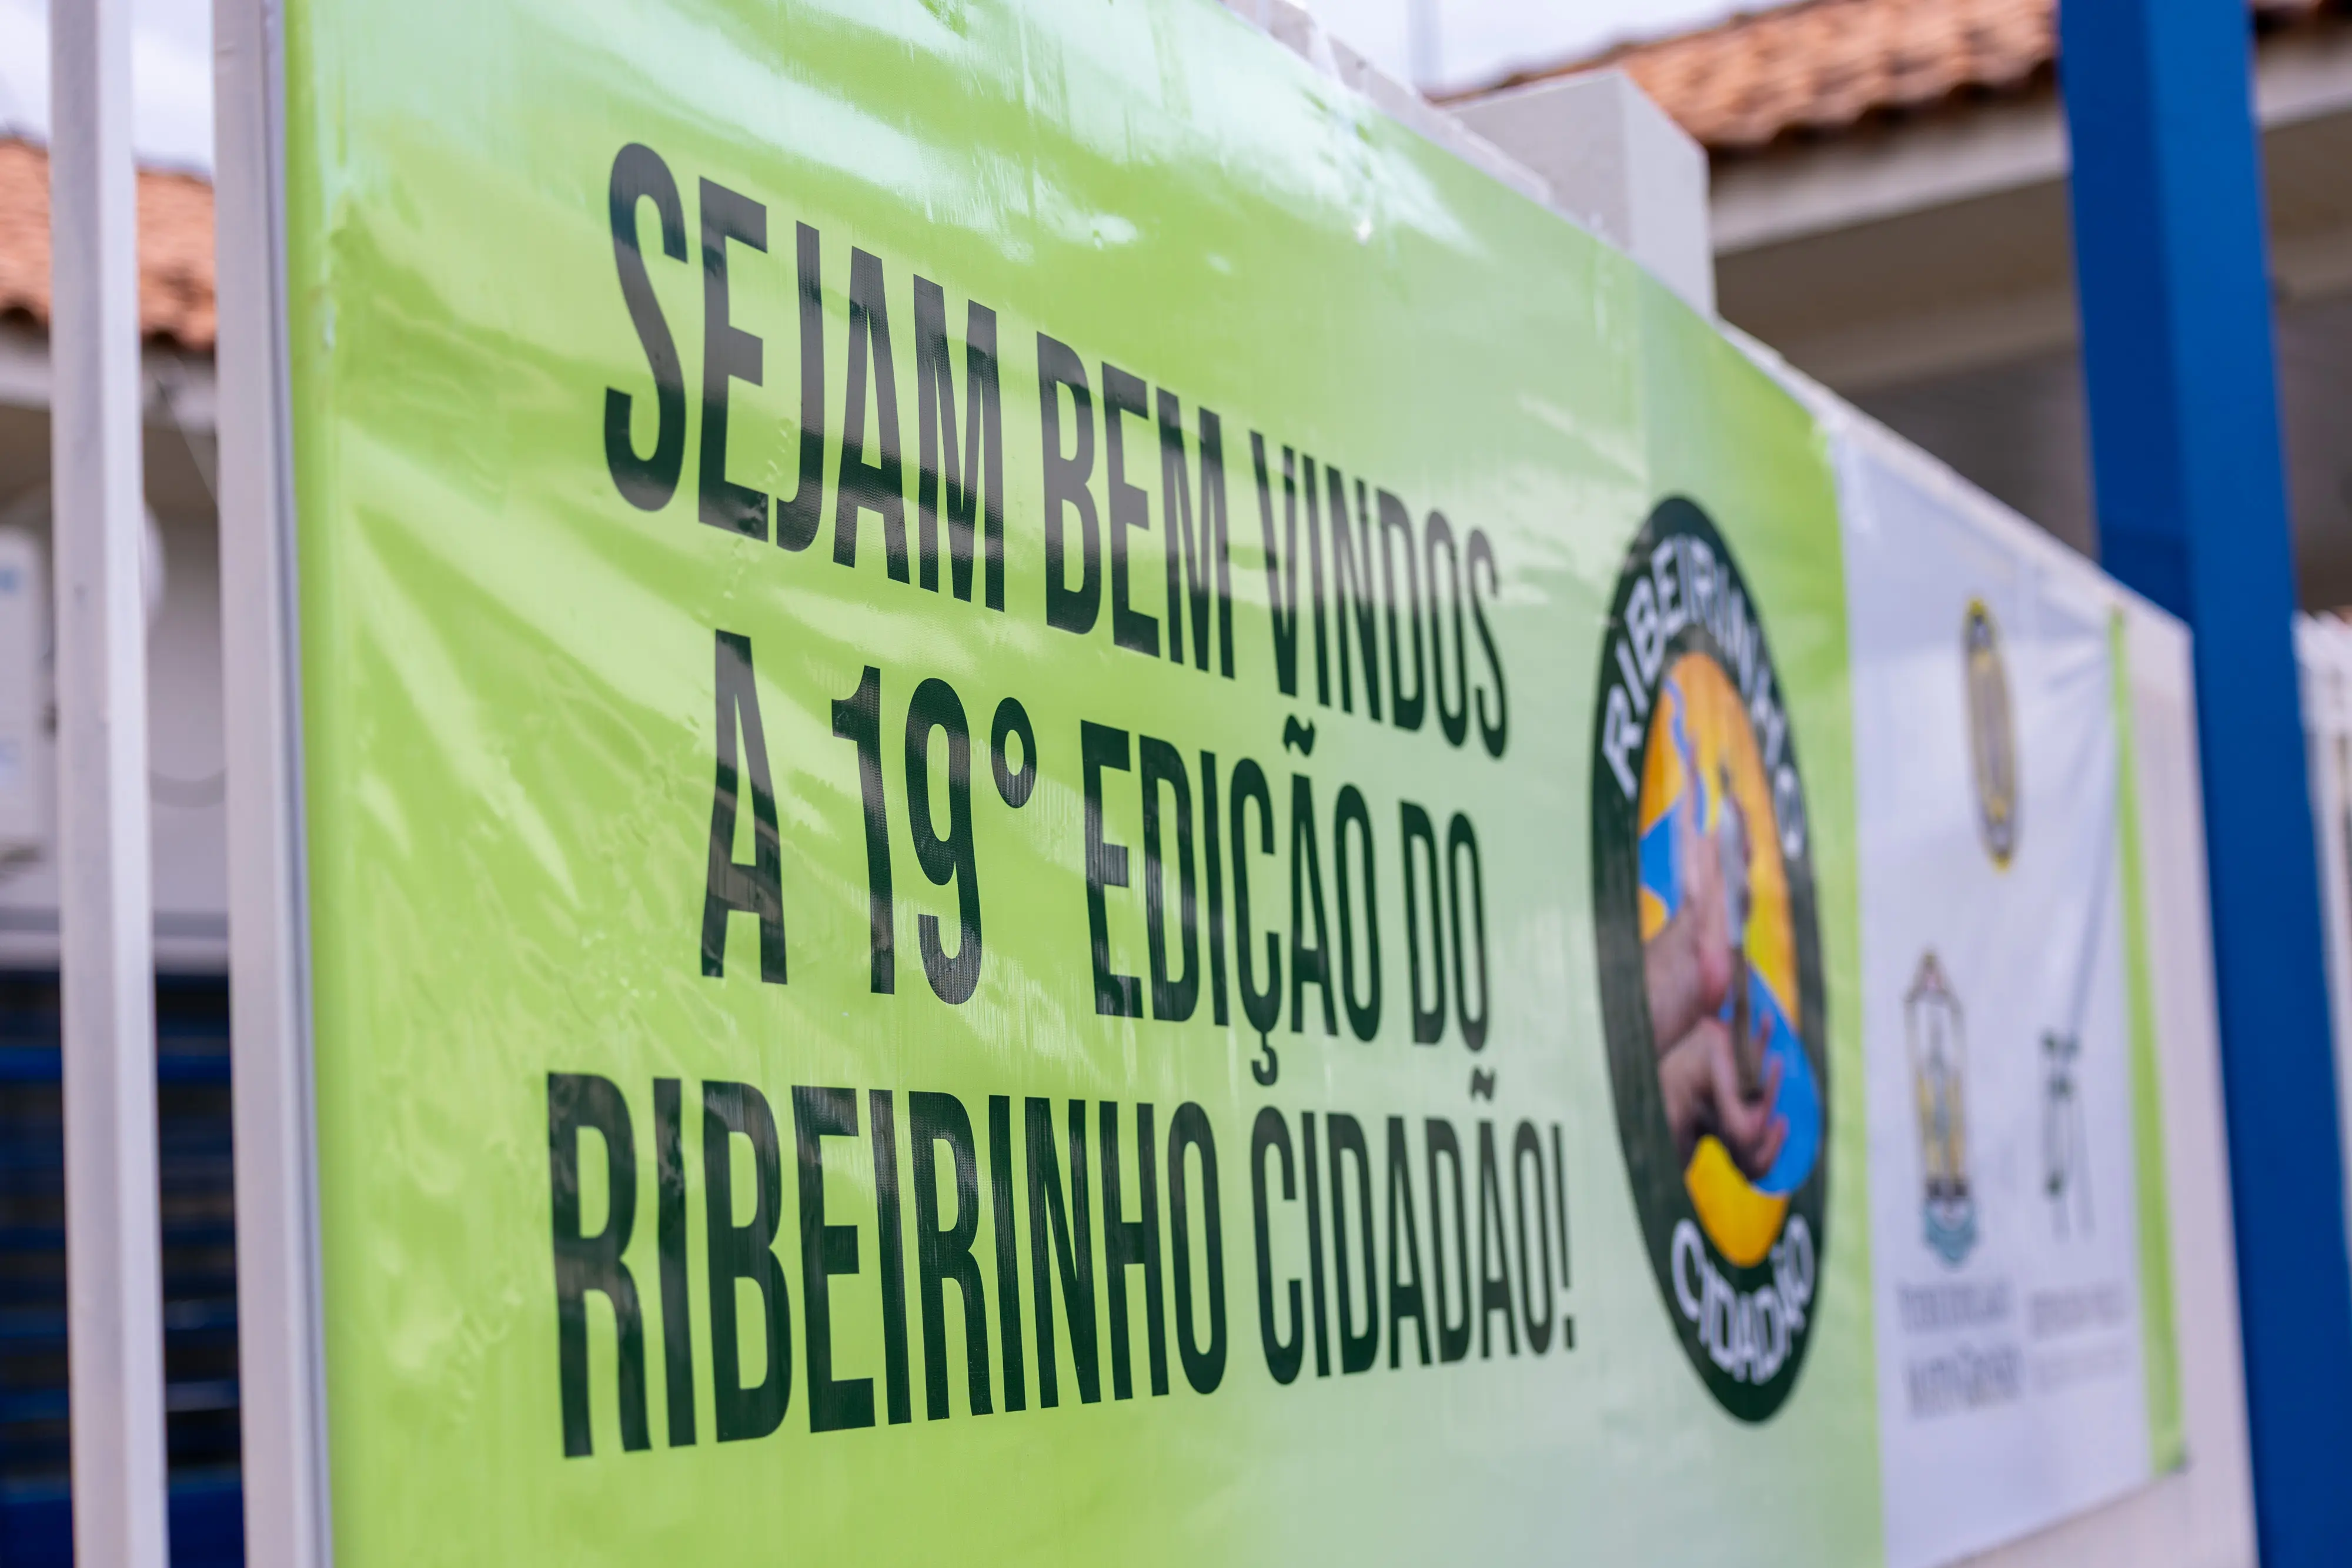 SEJAM BEM VINDOS
A 19° EDIÇÃO DO
RIBEIRINHO CIDADÃO!
RIBEIRINHO
CIDADÃO